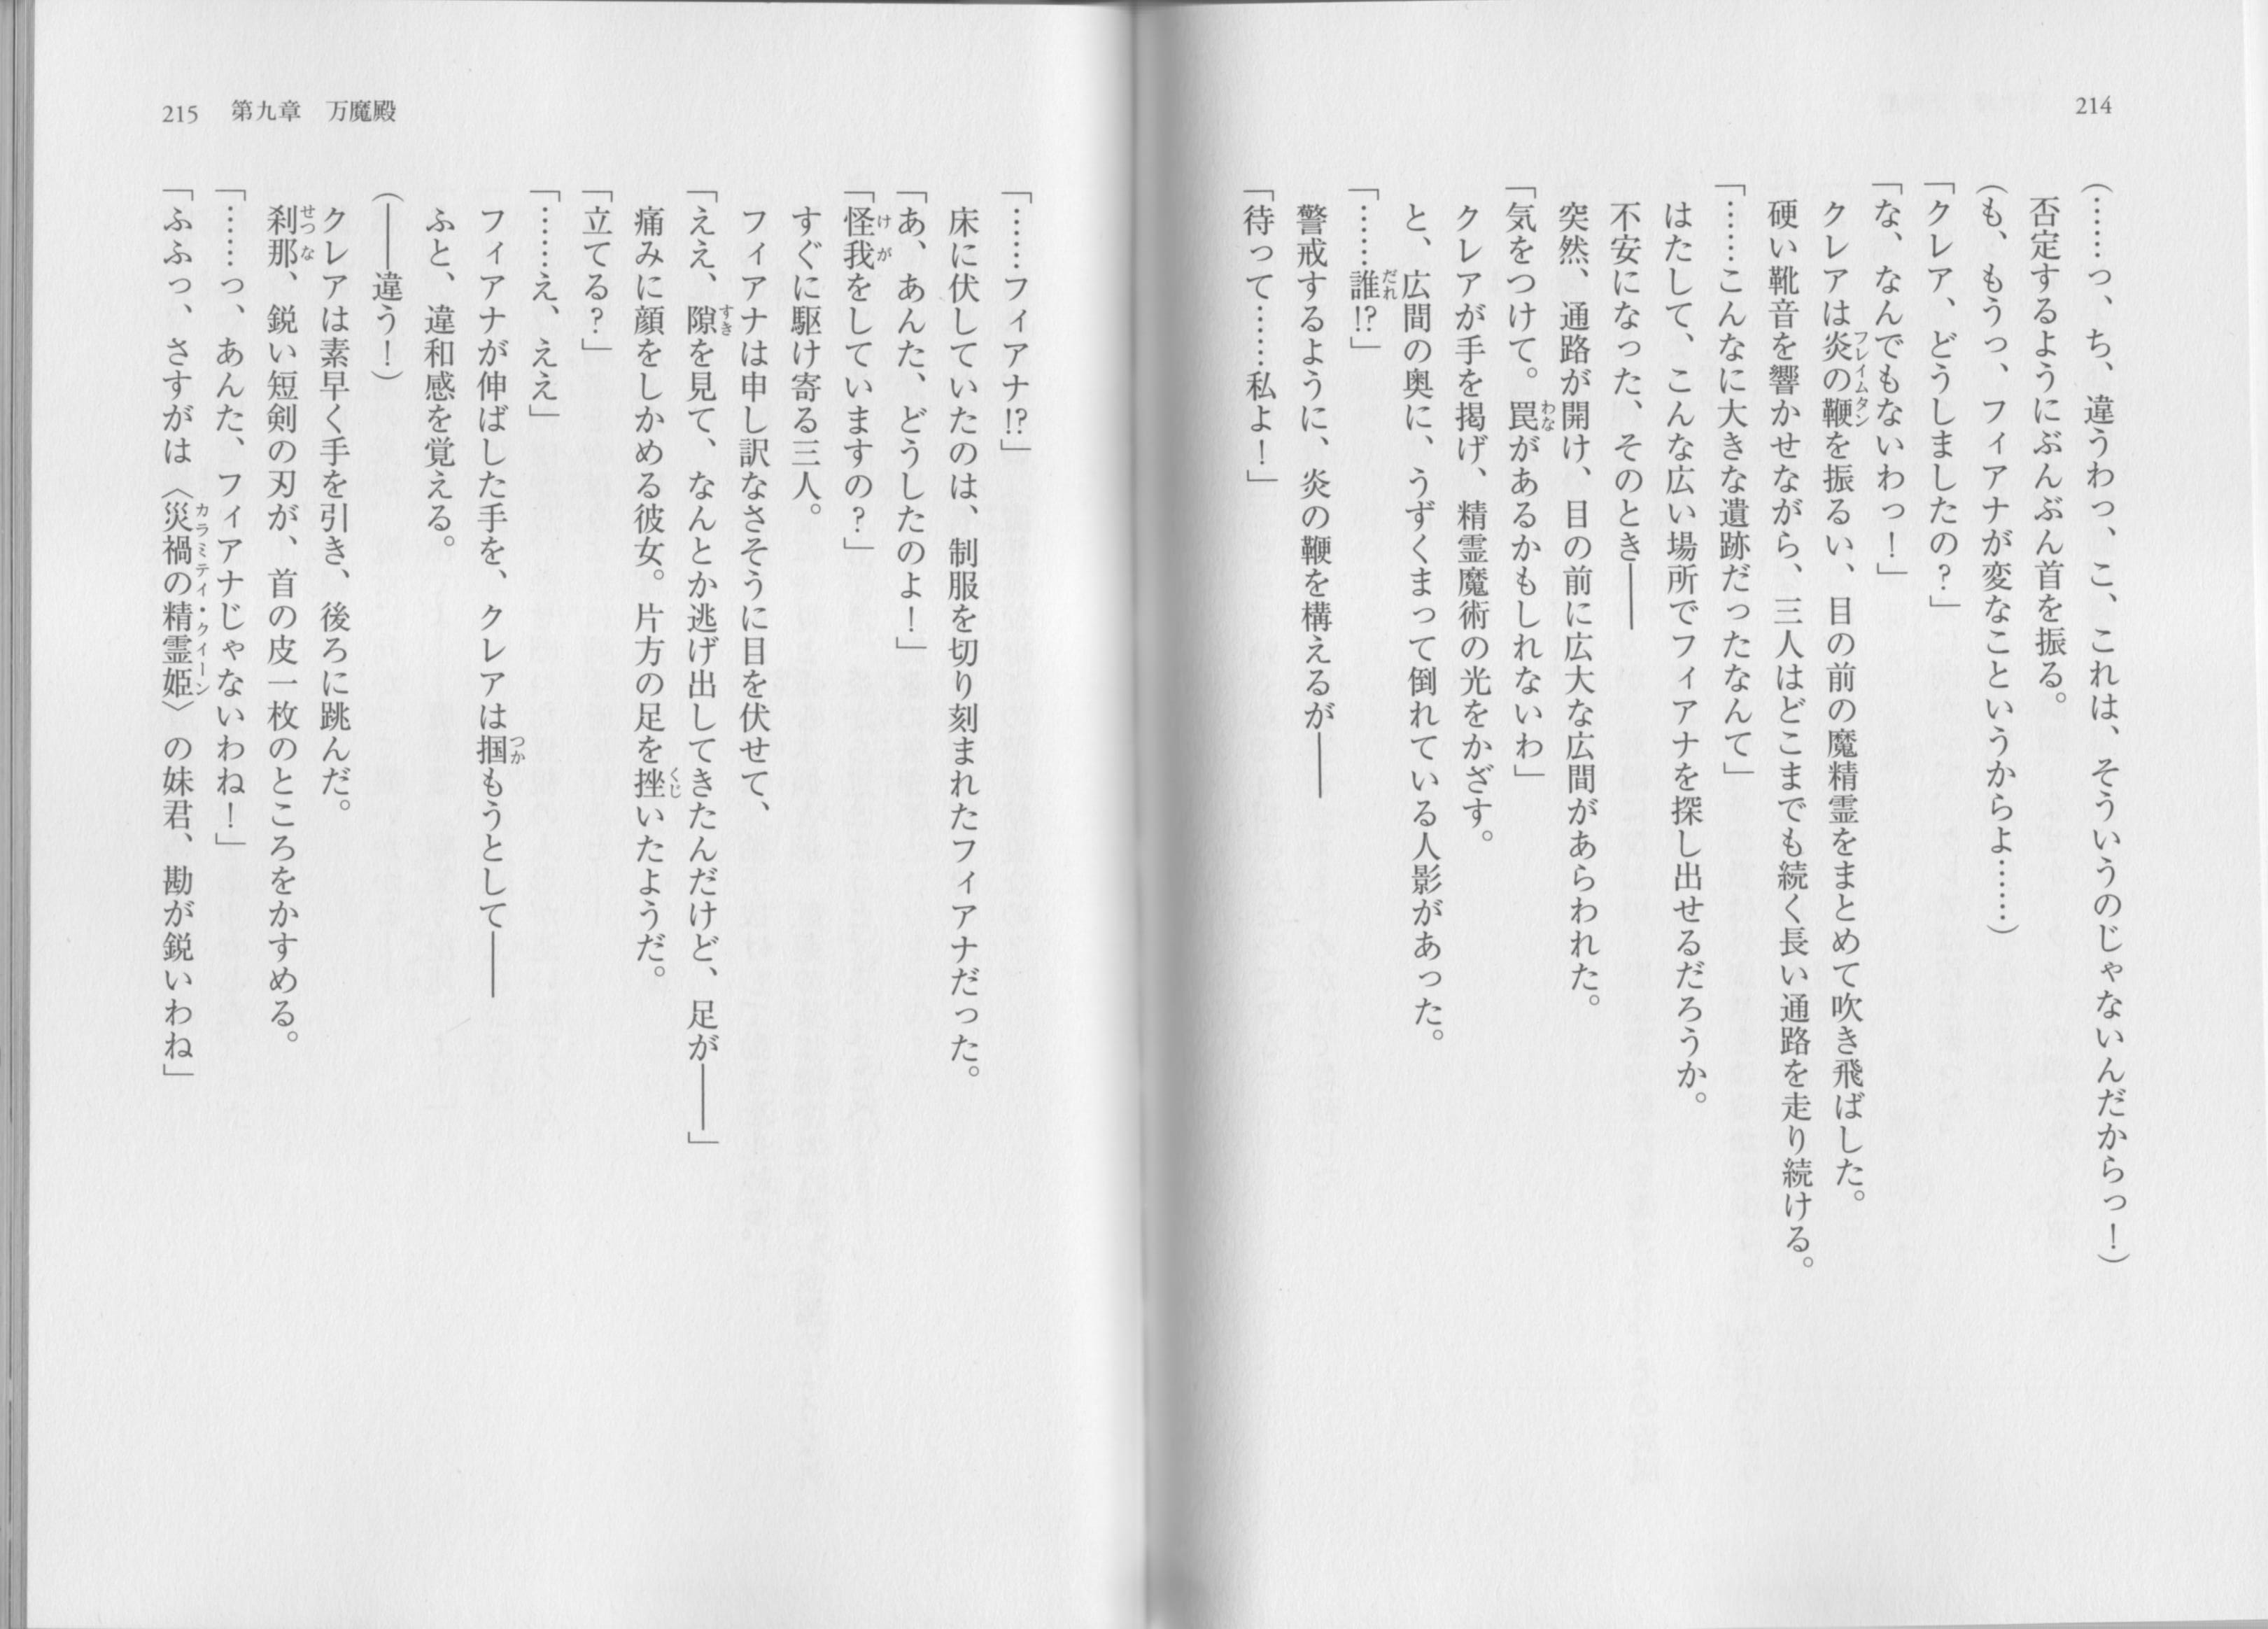 214
（……っ、ち、違うわっ、こ、これは、そういうのじゃないんだからっ！）
否定するようにぶんぶん首を振る。
（も、もうっ、フィアナが変なこというからよ……）
「クレア、どうしましたの？」
「な、なんでもないわっ！」
クレアは炎の鞭を振るい、目の前の魔精霊をまとめて吹き飛ばした。
フレイムタン
硬い靴音を響かせながら、三人はどこまでも続く長い通路を走り続ける。
「……こんなに大きな遺跡だったなんて」
はたして、こんな広い場所でフィアナを探し出せるだろうか。
不安になった、そのとき――
突然、通路が開け、目の前に広大な広間があらわれた。
「気をつけて。罠があるかもしれないわ」
わな
クレアが手を掲げ、精霊魔術の光をかざす。
と、広間の奥に、うずくまって倒れている人影があった。
「……誰!?」
だれ
警戒するように、炎の鞭を構えるが――
「待って……私よ！」
215 第九章 万魔殿
「……フィアナ!?」
床に伏していたのは、制服を切り刻まれたフィアナだった。
「あ、あんた、どうしたのよ！」
「怪我をしていますの？」
けが
すぐに駆け寄る三人。
フィアナは申し訳なさそうに目を伏せて、
「ええ、隙を見て、なんとか逃げ出してきたんだけど、足が――」
すき
痛みに顔をしかめる彼女。片方の足を挫いたようだ。
くじ
「立てる？」
「……え、ええ」
フィアナが伸ばした手を、クレアは掴もうとして――
つか
ふと、違和感を覚える。
（――違う！）
クレアは素早く手を引き、後ろに跳んだ。
刹那、鋭い短剣の刃が、首の皮一枚のところをかすめる。
せつな
「……っ、あんた、フィアナじゃないわね！」
「ふふっ、さすがは〈災禍の精霊姫〉の妹君、勘が鋭いわね」
カラミティ・クイーン